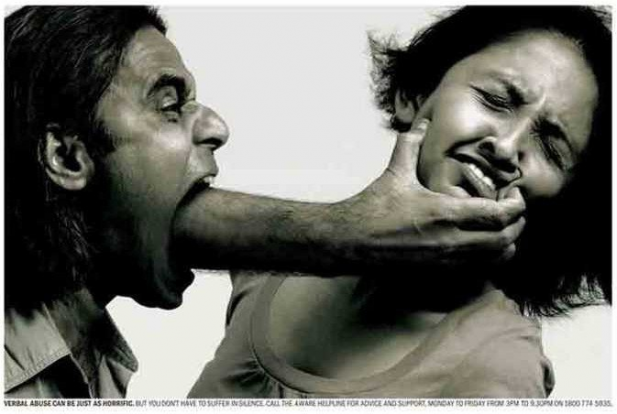 VERBAL ABUSE CAN BE JUST AS HORRIFIC. BUT YOU DON'T HAVE TO SUFFER IN SILENCE. CALL THE AWARE HELPLINE FOR ADVICE AND SUPPORT, MONDAY TO FRIDAY FROM 3PM TO 9.30PM ON 1800 774 5935.